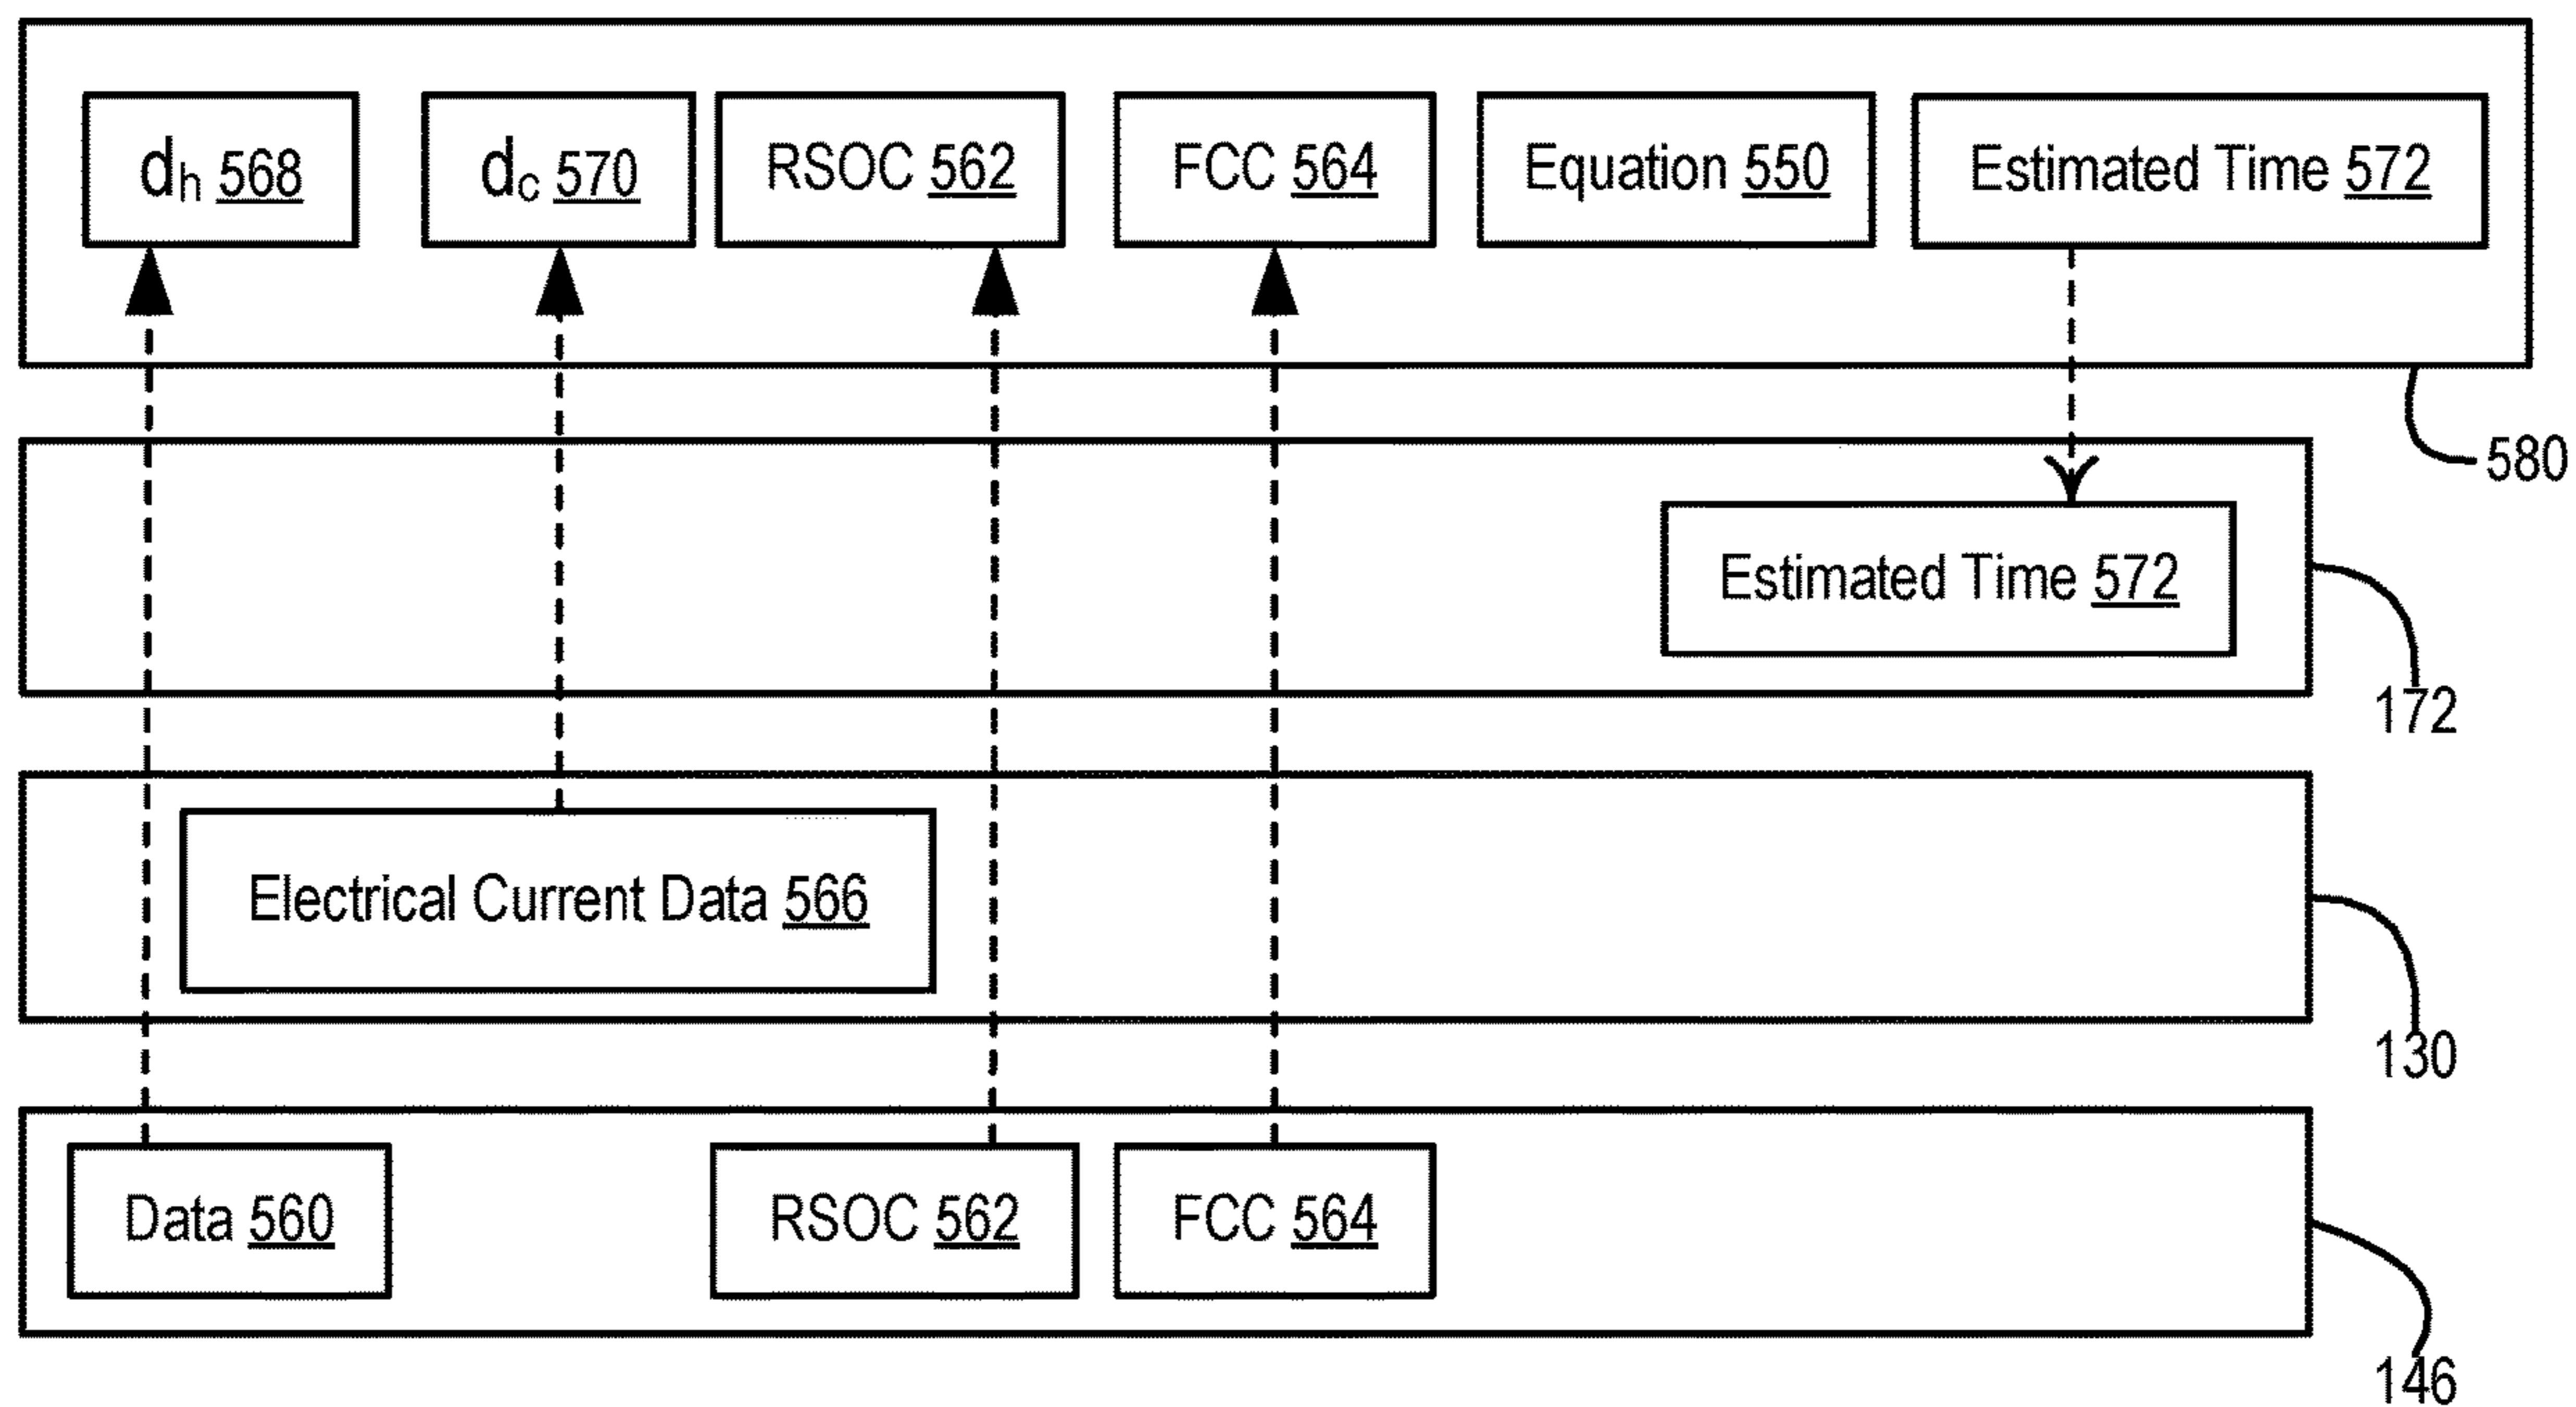 dh 568
dc 570
RSOC 562
FCC 564
Equation 550
Estimated Time 572
580
Estimated Time 572
172
Electrical Current Data 566
130
Data 560
RSOC 562
FCC 564
146